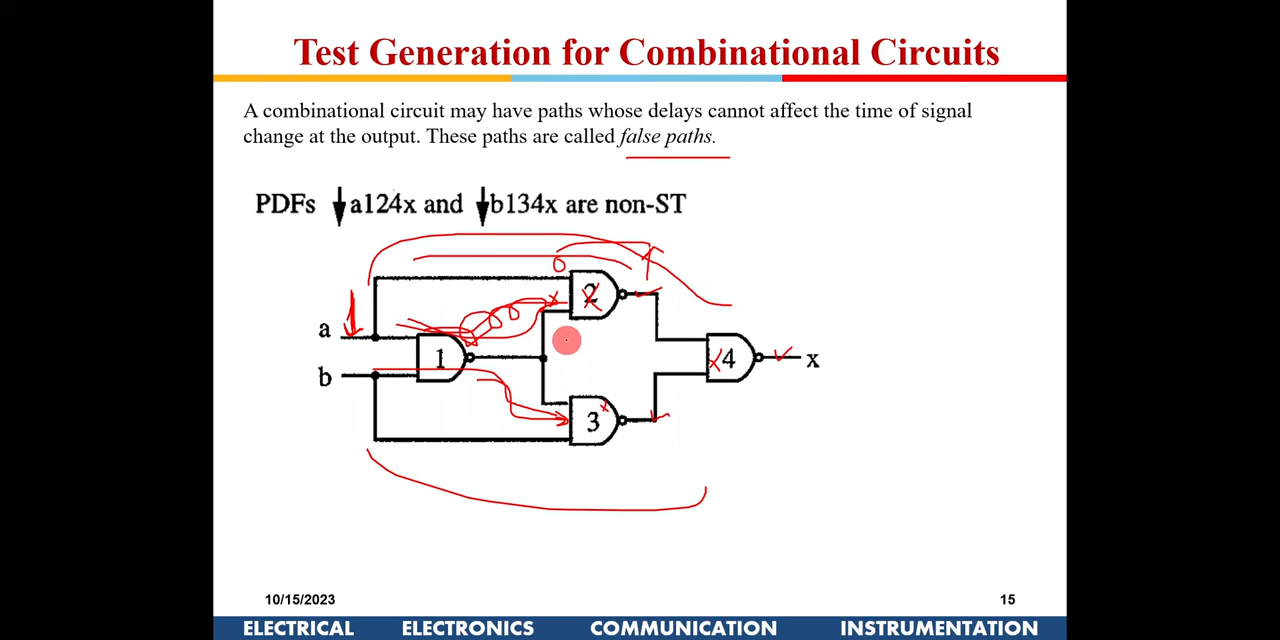 Test Generation for Combinational Circuits
A combinational circuit may have paths whose delays cannot affect the time of signal
change at the output. These paths are called false paths.
PDFs ↓a124x and ↓b134x are non-ST
0
2
a
1
4
x
b
3
10/15/2023
15
ELECTRICAL ELECTRONICS COMMUNICATION INSTRUMENTATION